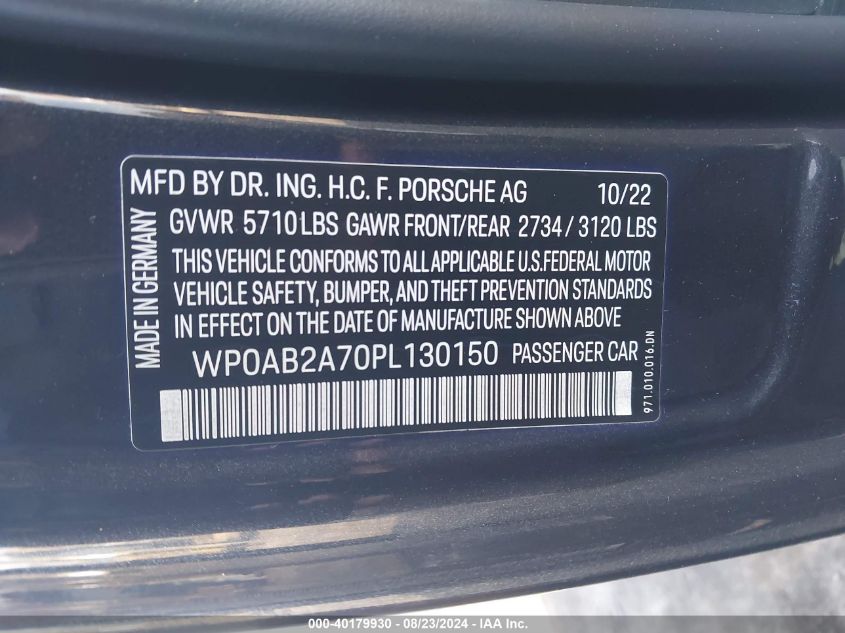 MFD BY DR. ING. H.C. F. PORSCHE AG 10/22
GVWR 5710 LBS GAWR FRONT/REAR 2734 / 3120 LBS
THIS VEHICLE CONFORMS TO ALL APPLICABLE U.S.FEDERAL MOTOR
VEHICLE SAFETY, BUMPER, AND THEFT PREVENTION STANDARDS
IN EFFECT ON THE DATE OF MANUFACTURE SHOWN ABOVE
WP0AB2A70PL130150 PASSENGER CAR
MADE IN GERMANY
971.010.016.DN
000-40179930 - 08/23/2024 - IAA Inc.